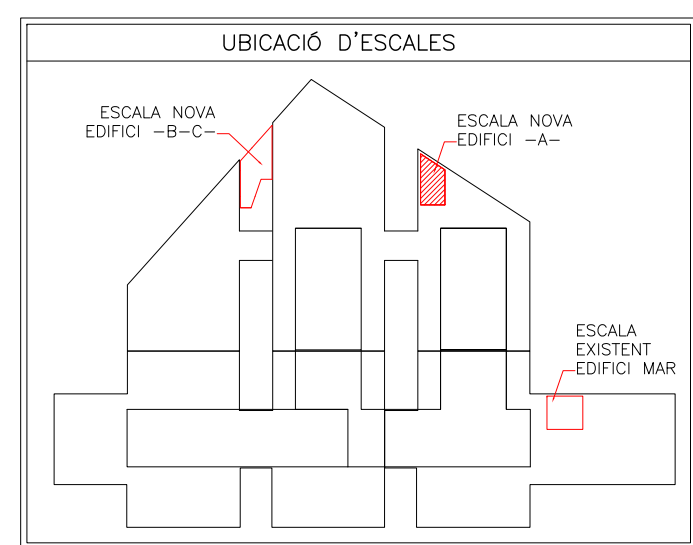 UBICACIÓ D'ESCALES
ESCALA NOVA
EDIFICI -B-C-
ESCALA NOVA
EDIFICI -A-
ESCALA
EXISTENT
EDIFICI MAR